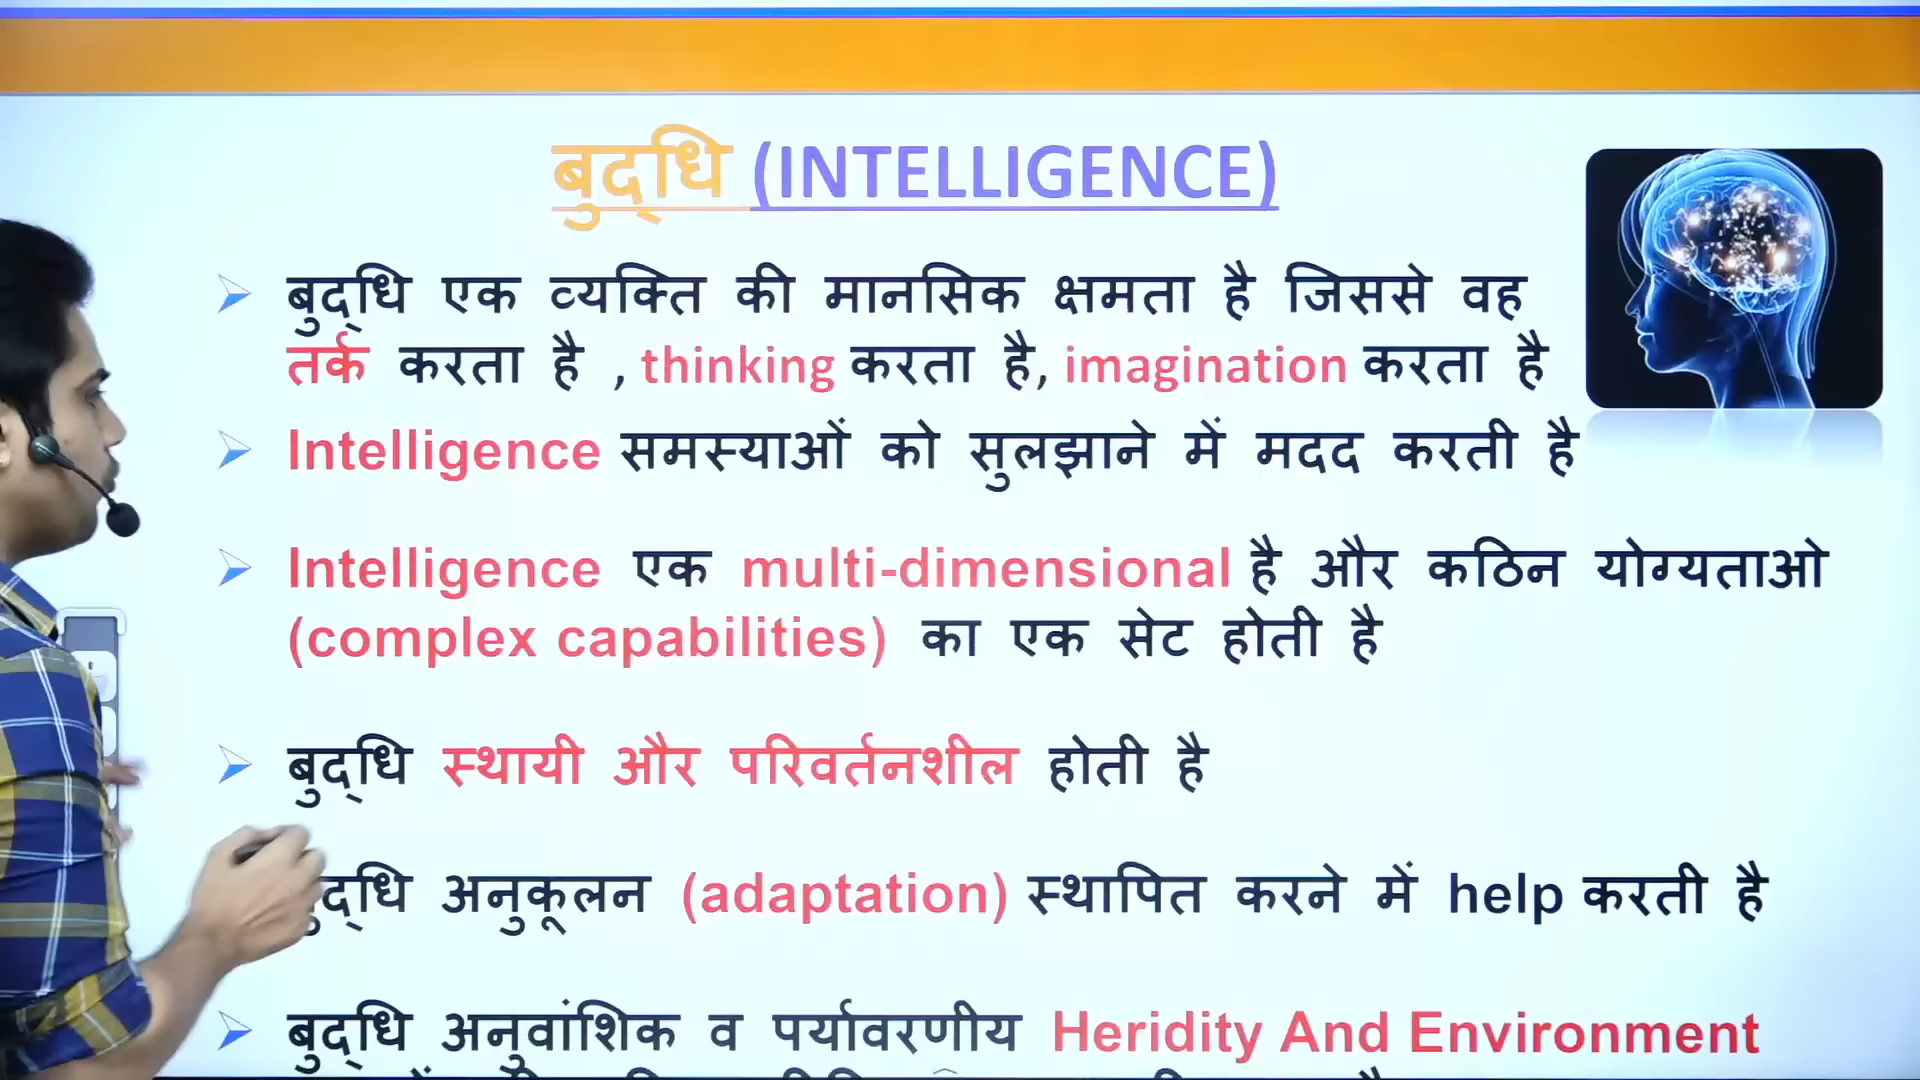 बुद्धि (INTELLIGENCE)
बुद्धि एक व्यक्ति की मानसिक क्षमता है जिससे वह
तर्क करता है , thinking करता है, imagination करता है
Intelligence समस्याओं को सुलझाने में मदद करती है
Intelligence एक multi-dimensional है और कठिन योग्यताओ
(complex capabilities) का एक सेट होती है
बुद्धि स्थायी और परिवर्तनशील होती है
बुद्धि अनुकूलन (adaptation) स्थापित करने में help करती है
बुद्धि अनुवांशिक व पर्यावरणीय Heridity And Environment